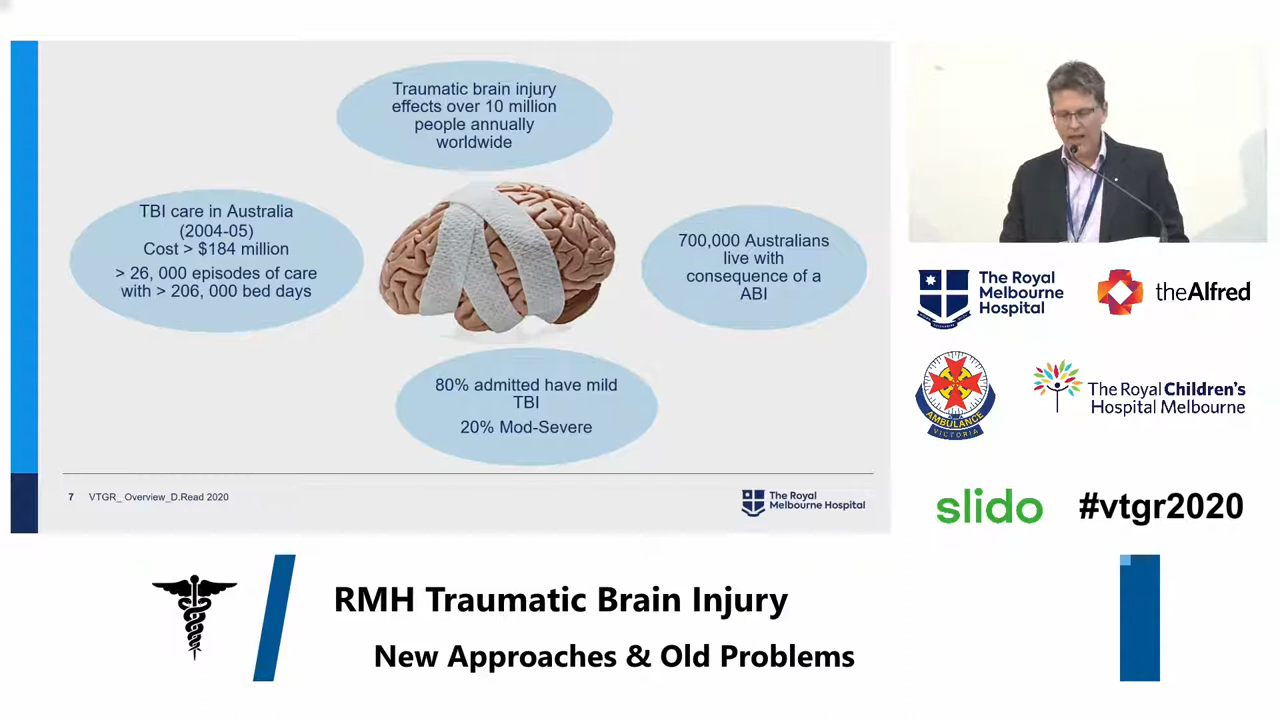 Traumatic brain injury
effects over 10 million
people annually
worldwide
TBI care in Australia
(2004-05)
Cost > $184 million
> 26, 000 episodes of care
with > 206, 000 bed days
700,000 Australians
live with
consequence of a
ABI
80% admitted have mild
TBI
20% Mod-Severe
7 VTGR_ Overview_D.Read 2020
The Royal
Melbourne Hospital
The Royal
Melbourne
Hospital
theAlfred
AMBULANCE
VICTORIA
The Royal Children's
Hospital Melbourne
slido #vtgr2020
RMH Traumatic Brain Injury
New Approaches & Old Problems